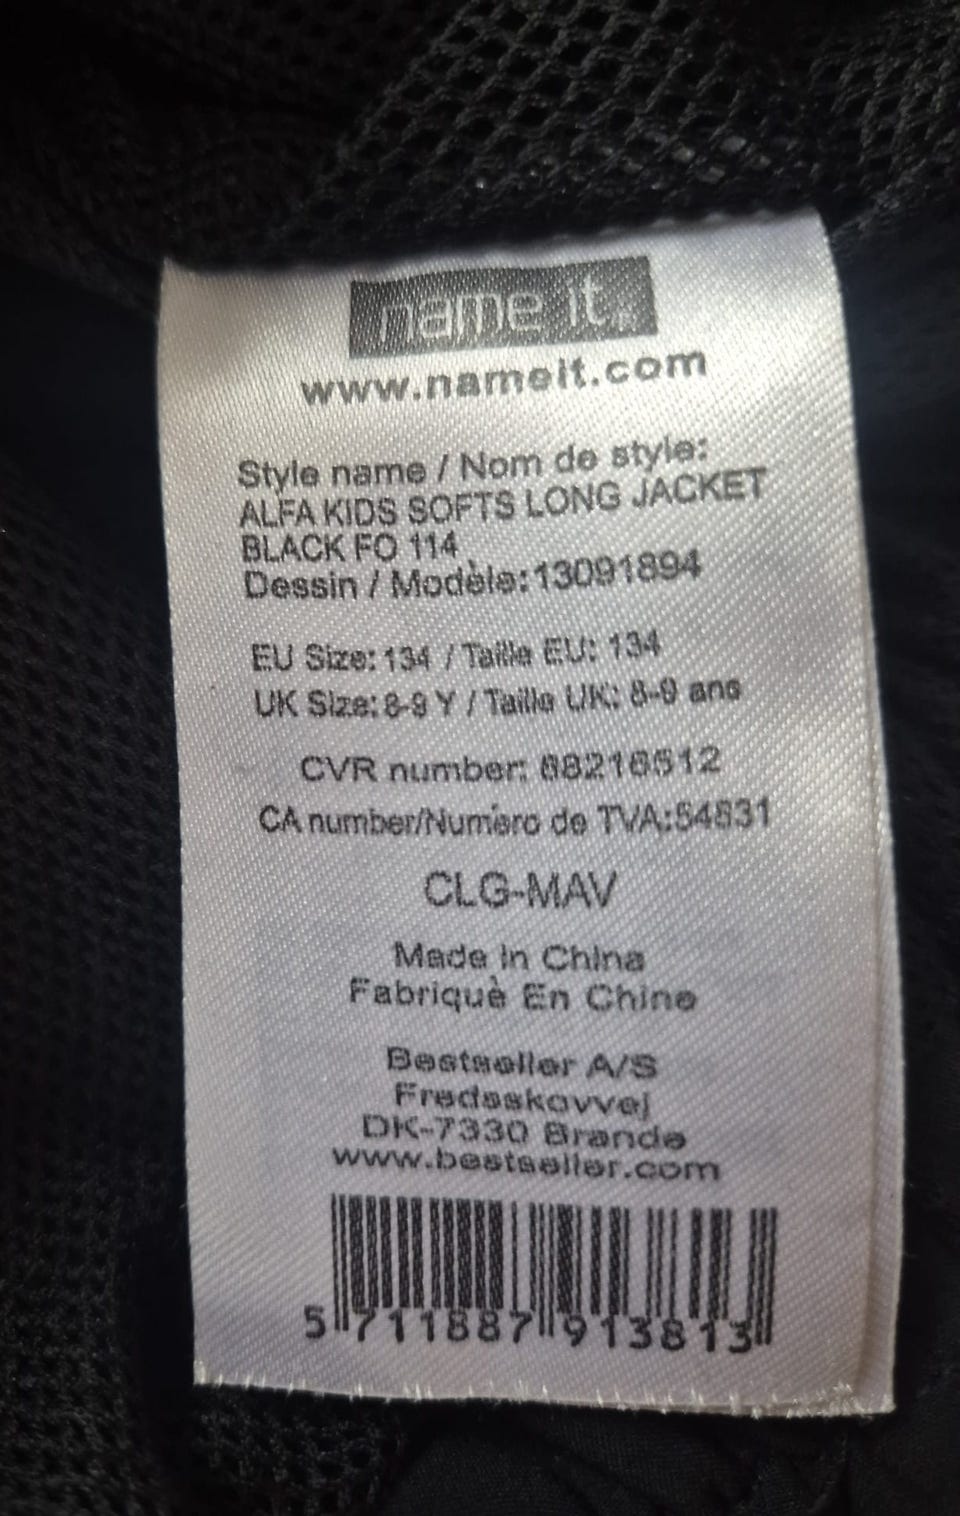 name it®
www.nameit.com
Style name / Nom de style:
ALFA KIDS SOFTS LONG JACKET
BLACK FO 114
Dessin / Modèle:13091894
EU Size:134 / Taille EU: 134
UK Size:8-9 Y / Taille UK: 8-9 ans
CVR number: 88216512
CA number/Numéro de TVA:54831
CLG-MAV
Made in China
Fabriquè En Chine
Bestseller A/S
Fredsskovvej
DK-7330 Brande
www.bestseller.com
5 711887 913813